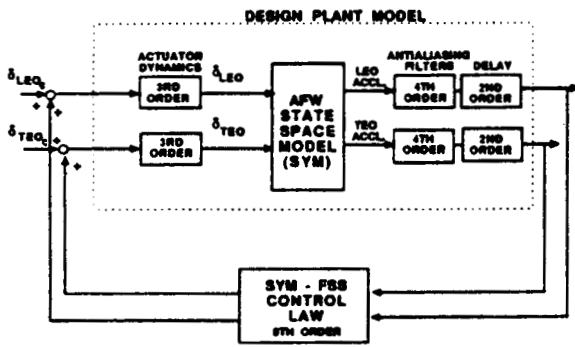 DESIGN PLANT MODEL
ACTUATOR
DYNAMICS
ANTIALIASING
FILTERS
DELAY
δLEOc
+
+
3RD
ORDER
δLEO
AFW
STATE
SPACE
MODEL
(SYM)
LEO
ACCL.
4TH
ORDER
2ND
ORDER
δTEOc
+
+
3RD
ORDER
δTEO
TEO
ACCL.
4TH
ORDER
2ND
ORDER
SYM - FSS
CONTROL
LAW
ORDER